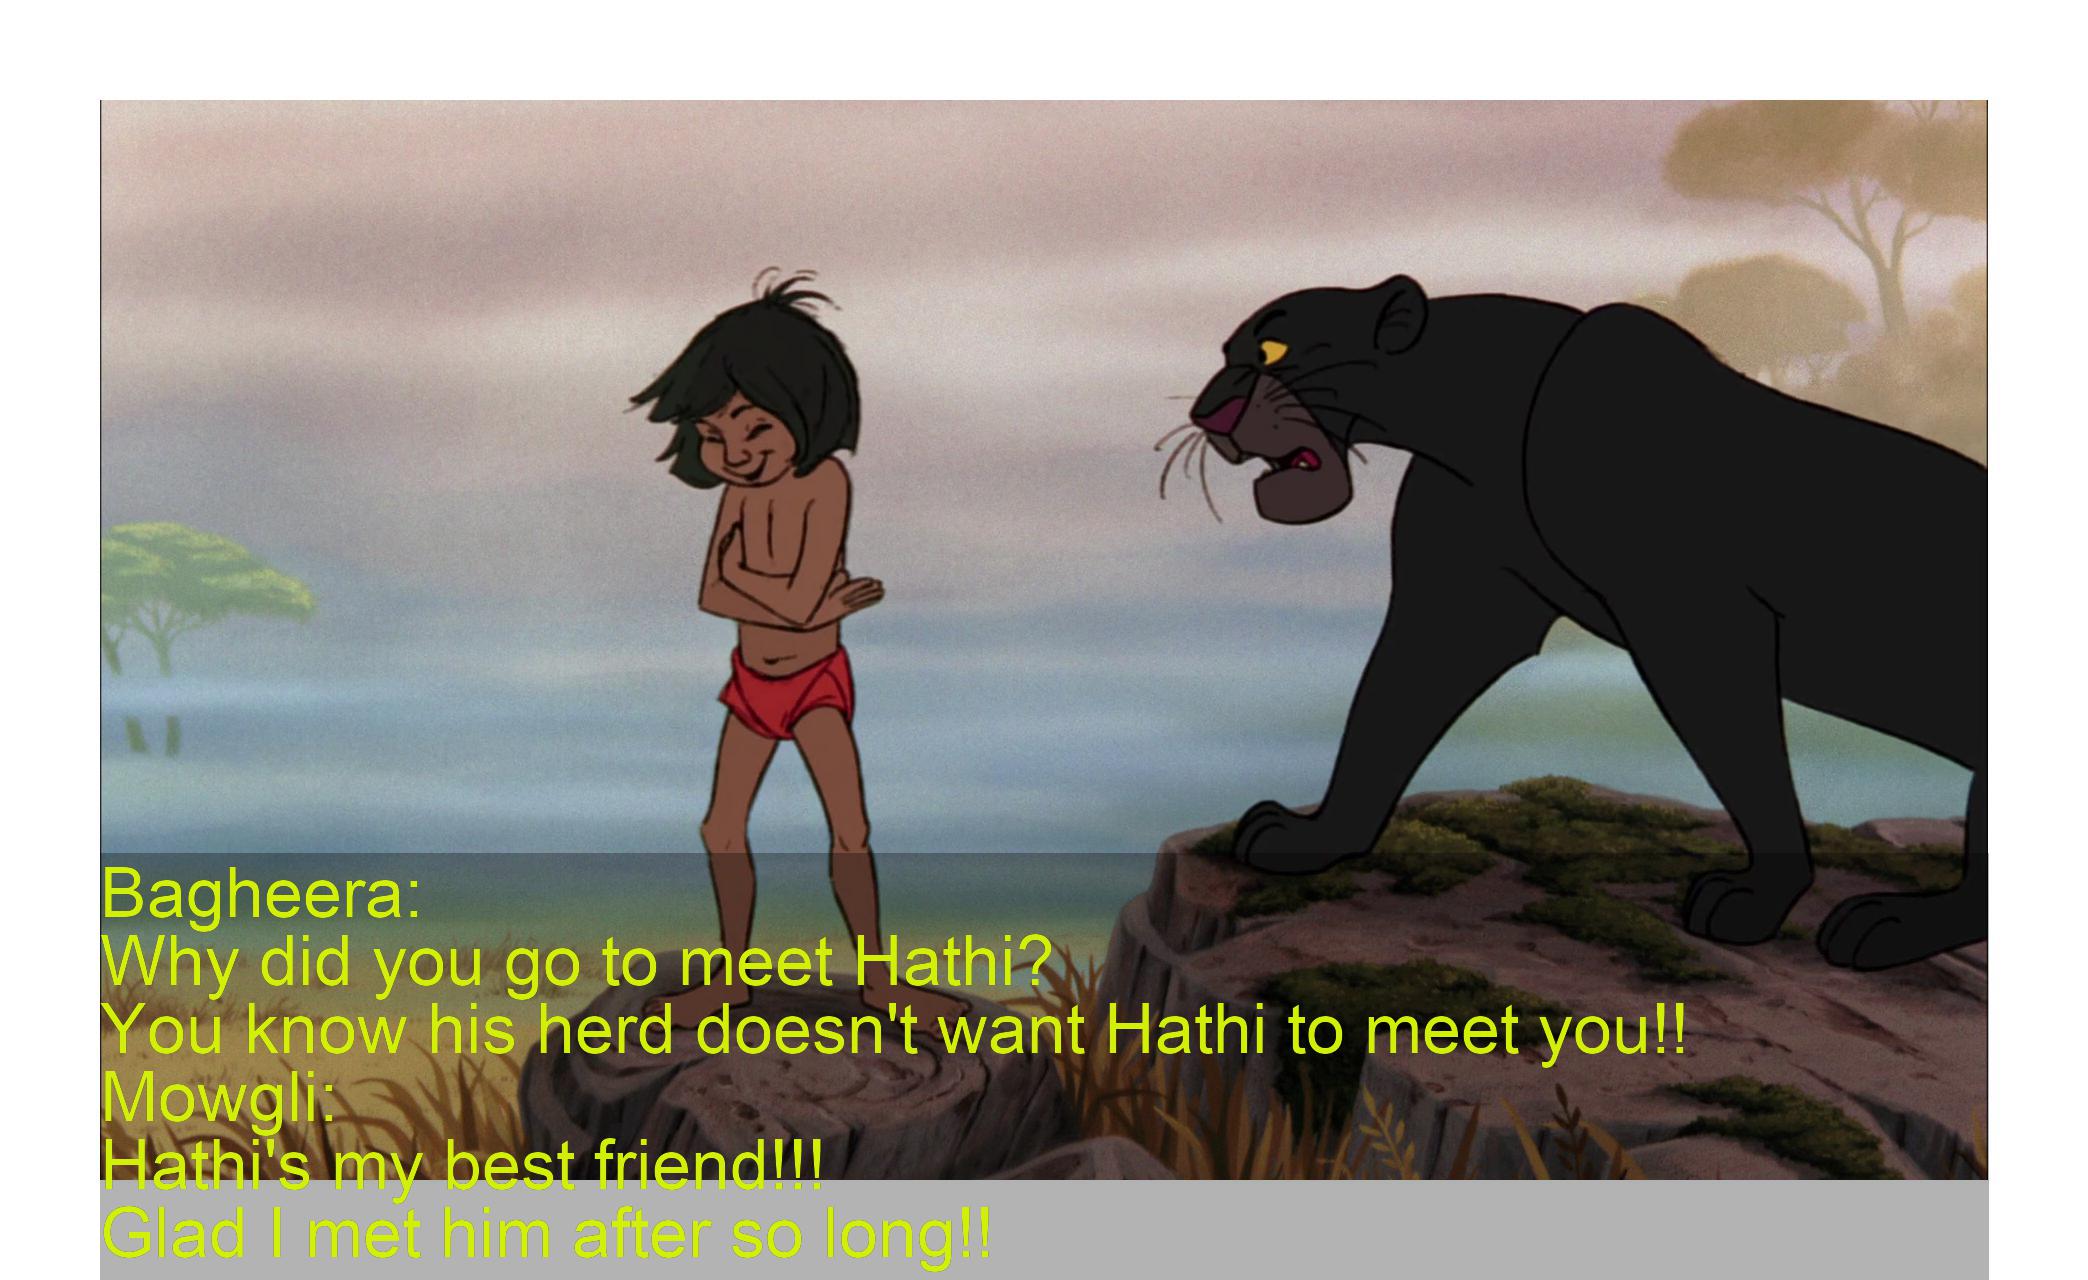 Bagheera:
Why did you go to meet Hathi?
You know his herd doesn't want Hathi to meet you!!
Mowgli:
Hathi's my best friend!!!
Glad I met him after so long!!